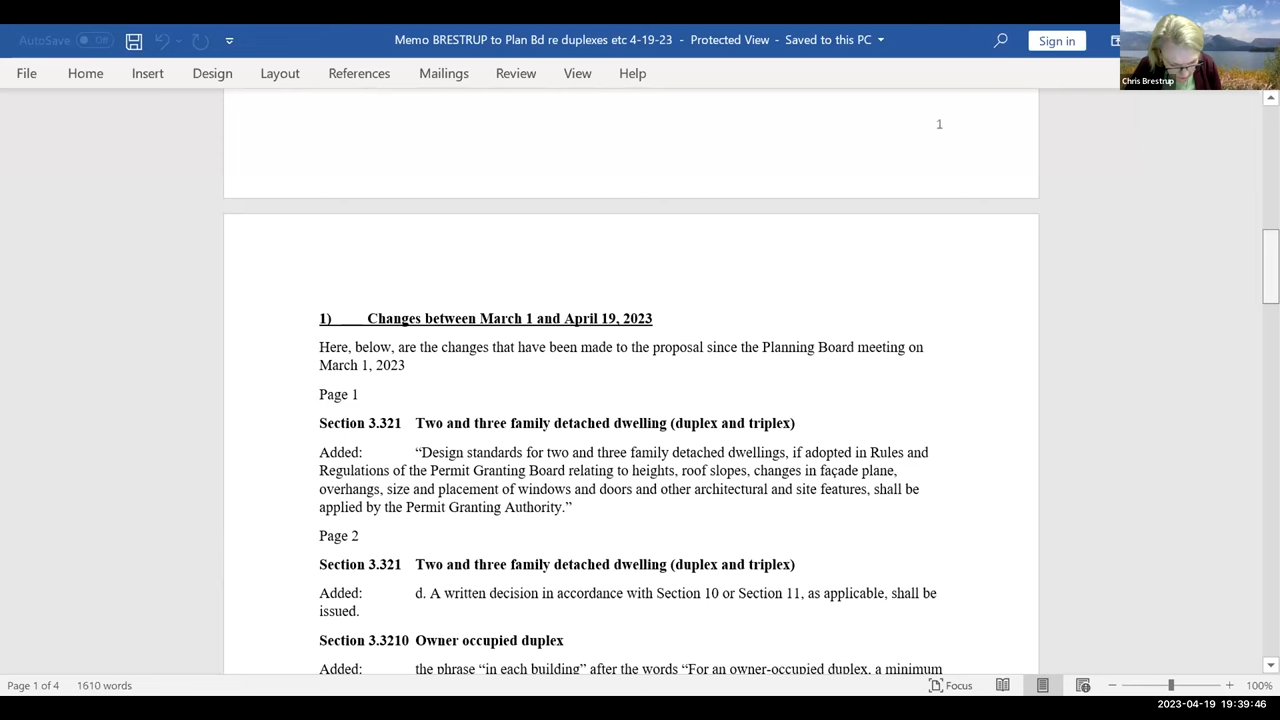 AutoSave Off Memo BRESTRUP to Plan Bd re duplexes etc 4-19-23 - Protected View - Saved to this PC Sign in
File Home Insert Design Layout References Mailings Review View Help
Chris Brestrup
1
1) Changes between March 1 and April 19, 2023
Here, below, are the changes that have been made to the proposal since the Planning Board meeting on
March 1, 2023
Page 1
Section 3.321 Two and three family detached dwelling (duplex and triplex)
Added: “Design standards for two and three family detached dwellings, if adopted in Rules and
Regulations of the Permit Granting Board relating to heights, roof slopes, changes in façade plane,
overhangs, size and placement of windows and doors and other architectural and site features, shall be
applied by the Permit Granting Authority.”
Page 2
Section 3.321 Two and three family detached dwelling (duplex and triplex)
Added: d. A written decision in accordance with Section 10 or Section 11, as applicable, shall be
issued.
Section 3.3210 Owner occupied duplex
Added: the phrase “in each building” after the words “For an owner-occupied duplex, a minimum
Page 1 of 4 1610 words Focus 100%
2023-04-19 19:39:46